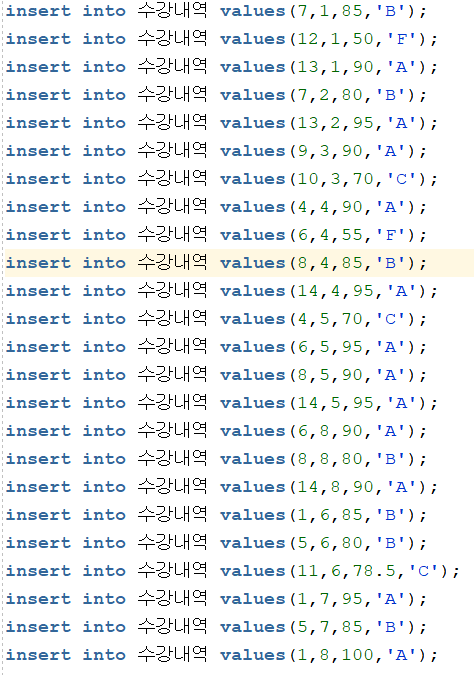 insert into 수강내역 values(7,1,85,'B');
insert into 수강내역 values(12,1,50,'F');
insert into 수강내역 values(13,1,90,'A');
insert into 수강내역 values(7,2,80,'B');
insert into 수강내역 values(13,2,95,'A');
insert into 수강내역 values(9,3,90,'A');
insert into 수강내역 values(10,3,70,'C');
insert into 수강내역 values(4,4,90,'A');
insert into 수강내역 values(6,4,55,'F');
insert into 수강내역 values(8,4,85,'B');
insert into 수강내역 values(14,4,95,'A');
insert into 수강내역 values(4,5,70,'C');
insert into 수강내역 values(6,5,95,'A');
insert into 수강내역 values(8,5,90,'A');
insert into 수강내역 values(14,5,95,'A');
insert into 수강내역 values(6,8,90,'A');
insert into 수강내역 values(8,8,80,'B');
insert into 수강내역 values(14,8,90,'A');
insert into 수강내역 values(1,6,85,'B');
insert into 수강내역 values(5,6,80,'B');
insert into 수강내역 values(11,6,78.5,'C');
insert into 수강내역 values(1,7,95,'A');
insert into 수강내역 values(5,7,85,'B');
insert into 수강내역 values(1,8,100,'A');